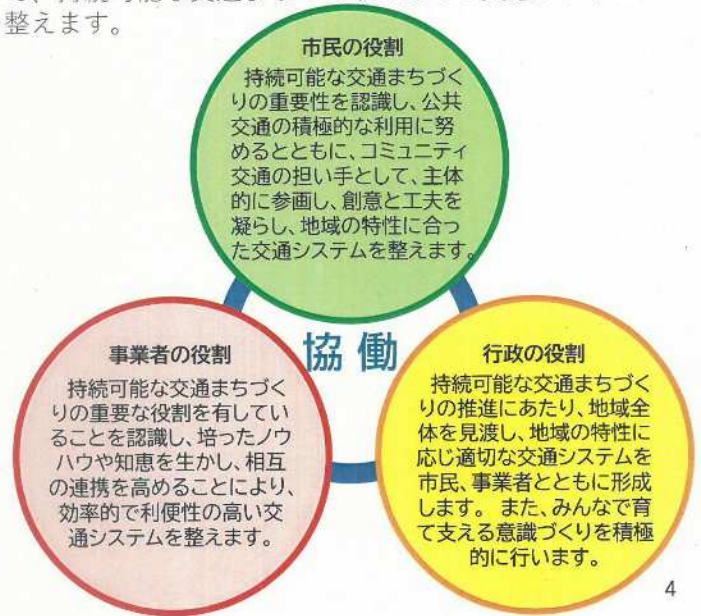 整えます。
市民の役割
持続可能な交通まちづく
りの重要性を認識し、公共
交通の積極的な利用に努
めるとともに、コミュニティ
交通の担い手として、主体
的に参画し、創意と工夫を
凝らし、地域の特性に合っ
た交通システムを整えます。
協働
事業者の役割
持続可能な交通まちづく
りの重要な役割を有してい
ることを認識し、培ったノウ
ハウや知恵を生かし、相互
の連携を高めることにより、
効率的で利便性の高い交
通システムを整えます。
行政の役割
持続可能な交通まちづく
りの推進にあたり、地域全
体を見渡し、地域の特性に
応じ適切な交通システムを
市民、事業者とともに形成
します。また、みんなで育
て支える意識づくりを積極
的に行います。
4